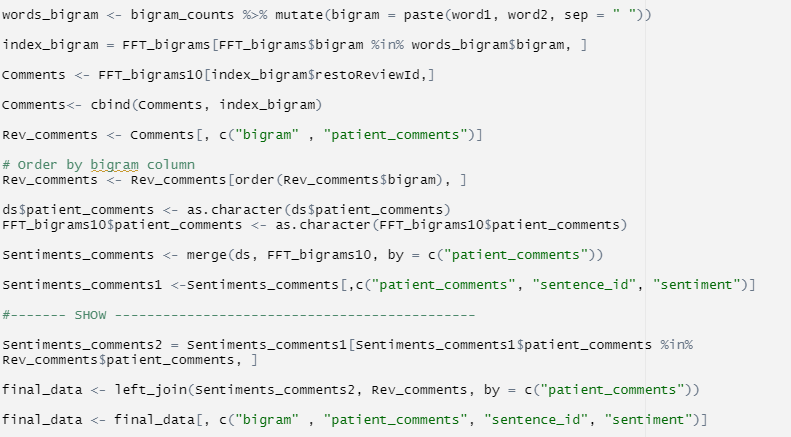 words_bigram <- bigram_counts %>% mutate(bigram = paste(word1, word2, sep = " "))
index_bigram = FFT_bigrams[FFT_bigrams$bigram %in% words_bigram$bigram, ]
Comments <- FFT_bigrams10[index_bigram$restoReviewId,]
Comments<- cbind(Comments, index_bigram)
Rev_comments <- Comments[, c("bigram" , "patient_comments")]
# Order by bigram column
Rev_comments <- Rev_comments[order(Rev_comments$bigram), ]
ds$patient_comments <- as.character(ds$patient_comments)
FFT_bigrams10$patient_comments <- as.character(FFT_bigrams10$patient_comments)
Sentiments_comments <- merge(ds, FFT_bigrams10, by = c("patient_comments"))
Sentiments_comments1 <-Sentiments_comments[,c("patient_comments", "sentence_id", "sentiment")]
#------- SHOW ---------------------------------------------
Sentiments_comments2 = Sentiments_comments1[Sentiments_comments1$patient_comments %in%
Rev_comments$patient_comments, ]
final_data <- left_join(Sentiments_comments2, Rev_comments, by = c("patient_comments"))
final_data <- final_data[, c("bigram" , "patient_comments", "sentence_id", "sentiment")]